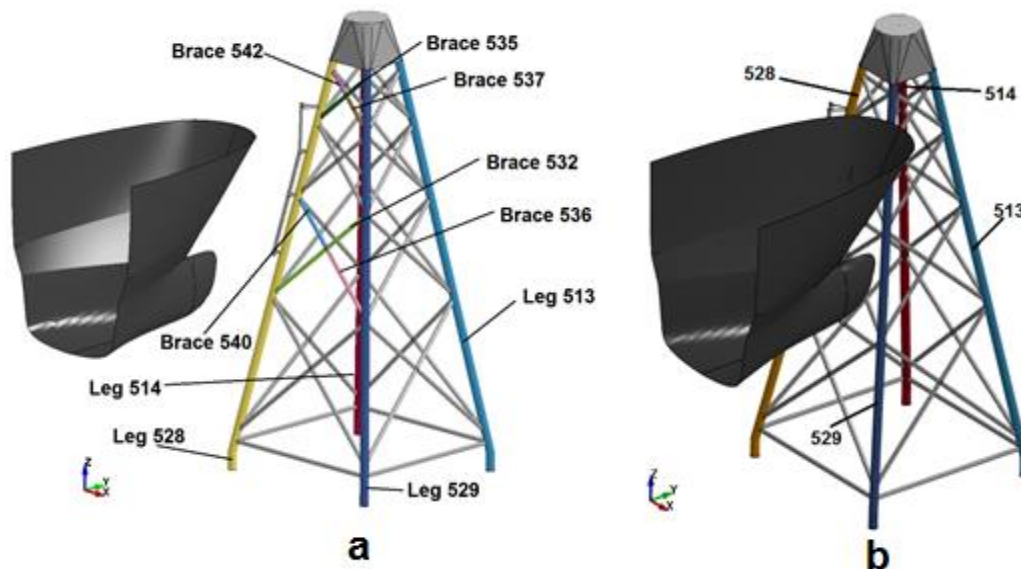 Brace 542
Brace 535
Brace 537
Brace 532
Brace 536
Brace 540
Leg 513
Leg 514
Leg 528
Leg 529
Z
Y
X
a
528
514
513
529
Z
Y
X
b